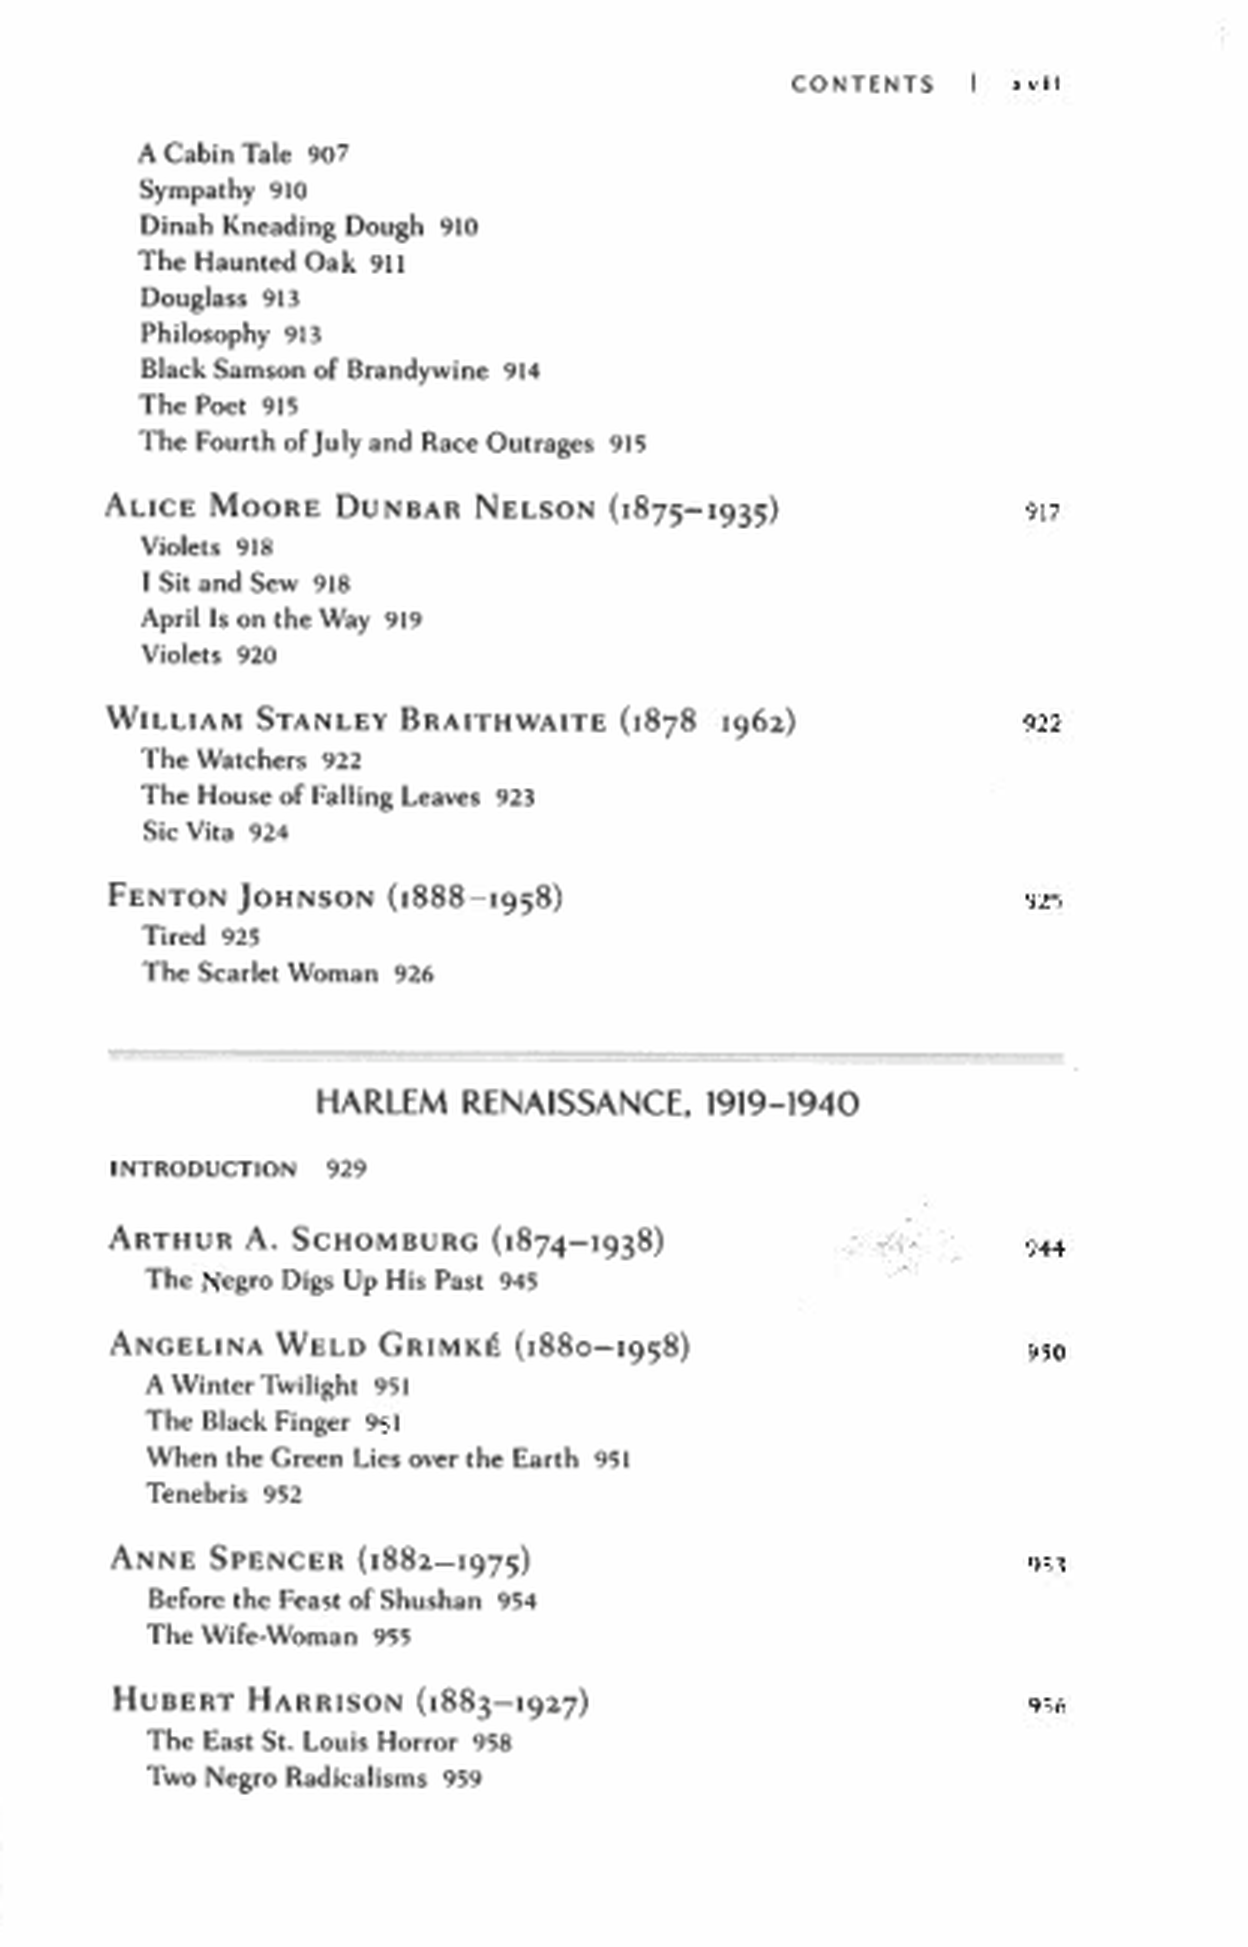 CONTENTS | xvii
A Cabin Tale 907
Sympathy 910
Dinah Kneading Dough 910
The Haunted Oak 911
Douglass 913
Philosophy 913
Black Samson of Brandywine 914
The Poet 915
The Fourth of July and Race Outrages 915
ALICE MOORE DUNBAR NELSON (1875–1935) 917
Violets 918
I Sit and Sew 918
April Is on the Way 919
Violets 920
WILLIAM STANLEY BRAITHWAITE (1878 1962) 922
The Watchers 922
The House of Falling Leaves 923
Sic Vita 924
FENTON JOHNSON (1888–1958) 925
Tired 925
The Scarlet Woman 926
HARLEM RENAISSANCE, 1919–1940
INTRODUCTION 929
ARTHUR A. SCHOMBURG (1874–1938) 944
The Negro Digs Up His Past 945
ANGELINA WELD GRIMKÉ (1880–1958) 950
A Winter Twilight 951
The Black Finger 951
When the Green Lies over the Earth 951
Tenebris 952
ANNE SPENCER (1882–1975) 953
Before the Feast of Shushan 954
The Wife-Woman 955
HUBERT HARRISON (1883–1927) 956
The East St. Louis Horror 958
Two Negro Radicalisms 959